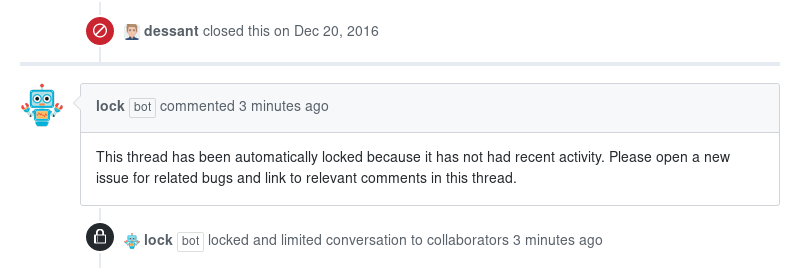 dessant closed this on Dec 20, 2016
lock bot commented 3 minutes ago
This thread has been automatically locked because it has not had recent activity. Please open a new
issue for related bugs and link to relevant comments in this thread.
lock bot locked and limited conversation to collaborators 3 minutes ago